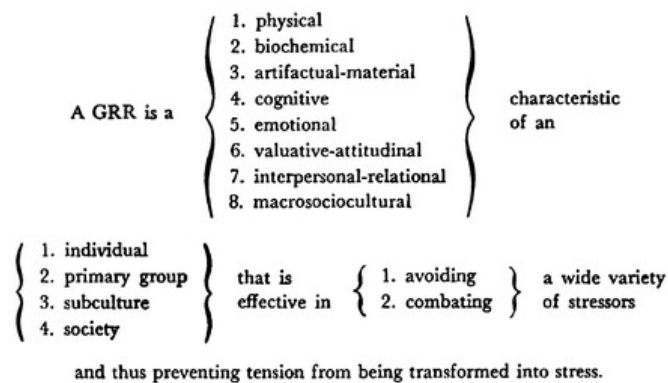 A GRR is a
1. physical
2. biochemical
3. artifactual-material
4. cognitive
5. emotional
6. valuative-attitudinal
7. interpersonal-relational
8. macrosociocultural
characteristic
of an
1. individual
2. primary group
3. subculture
4. society
that is
effective in
1. avoiding
2. combating
a wide variety
of stressors
and thus preventing tension from being transformed into stress.